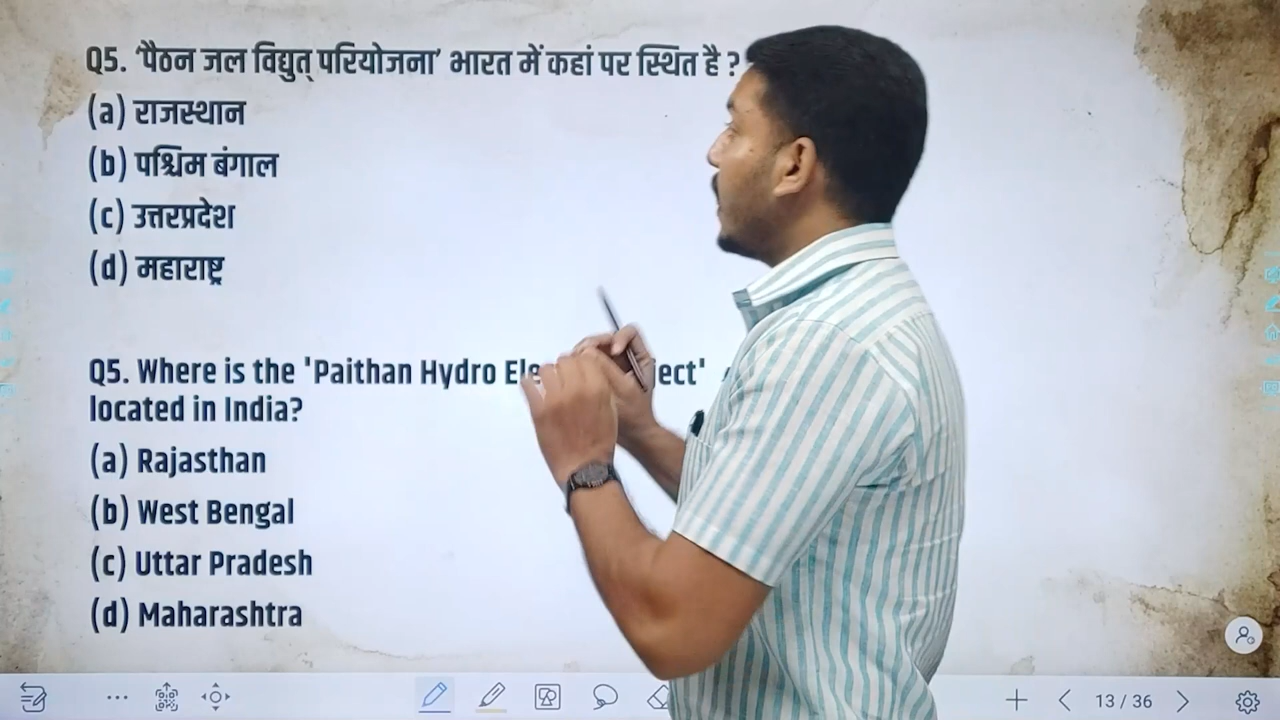 Q5. ‘पैठन जल विद्युत् परियोजना’ भारत में कहां पर स्थित है ?
(a) राजस्थान
(b) पश्चिम बंगाल
(c) उत्तरप्रदेश
(d) महाराष्ट्र
Q5. Where is the 'Paithan Hydro
located in India?
(a) Rajasthan
(b) West Bengal
(c) Uttar Pradesh
(d) Maharashtra
13 / 36